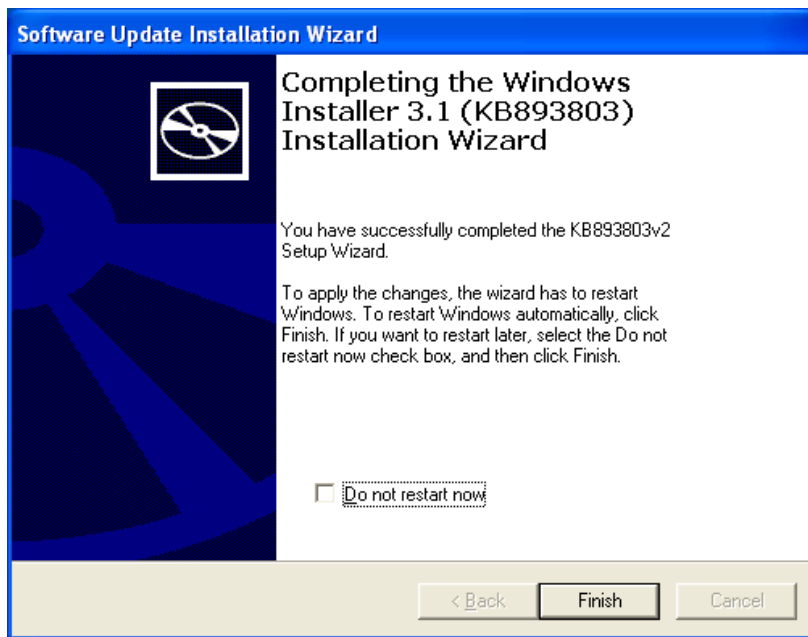 Software Update Installation Wizard
Completing the Windows
Installer 3.1 (KB893803)
Installation Wizard
You have successfully completed the KB893803v2
Setup Wizard.
To apply the changes, the wizard has to restart
Windows. To restart Windows automatically, click
Finish. If you want to restart later, select the Do not
restart now check box, and then click Finish.
Do not restart now
< Back
Finish
Cancel